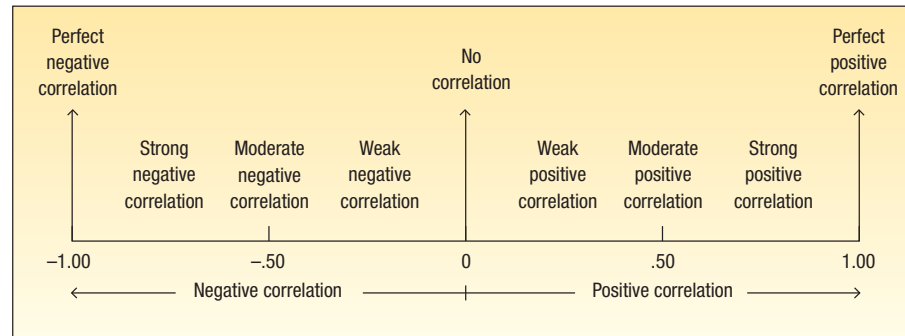 Perfect
negative
correlation
No
correlation
Perfect
positive
correlation
Strong
negative
correlation
Moderate
negative
correlation
Weak
negative
correlation
Weak
positive
correlation
Moderate
positive
correlation
Strong
positive
correlation
–1.00
–.50
0
.50
1.00
Negative correlation
Positive correlation